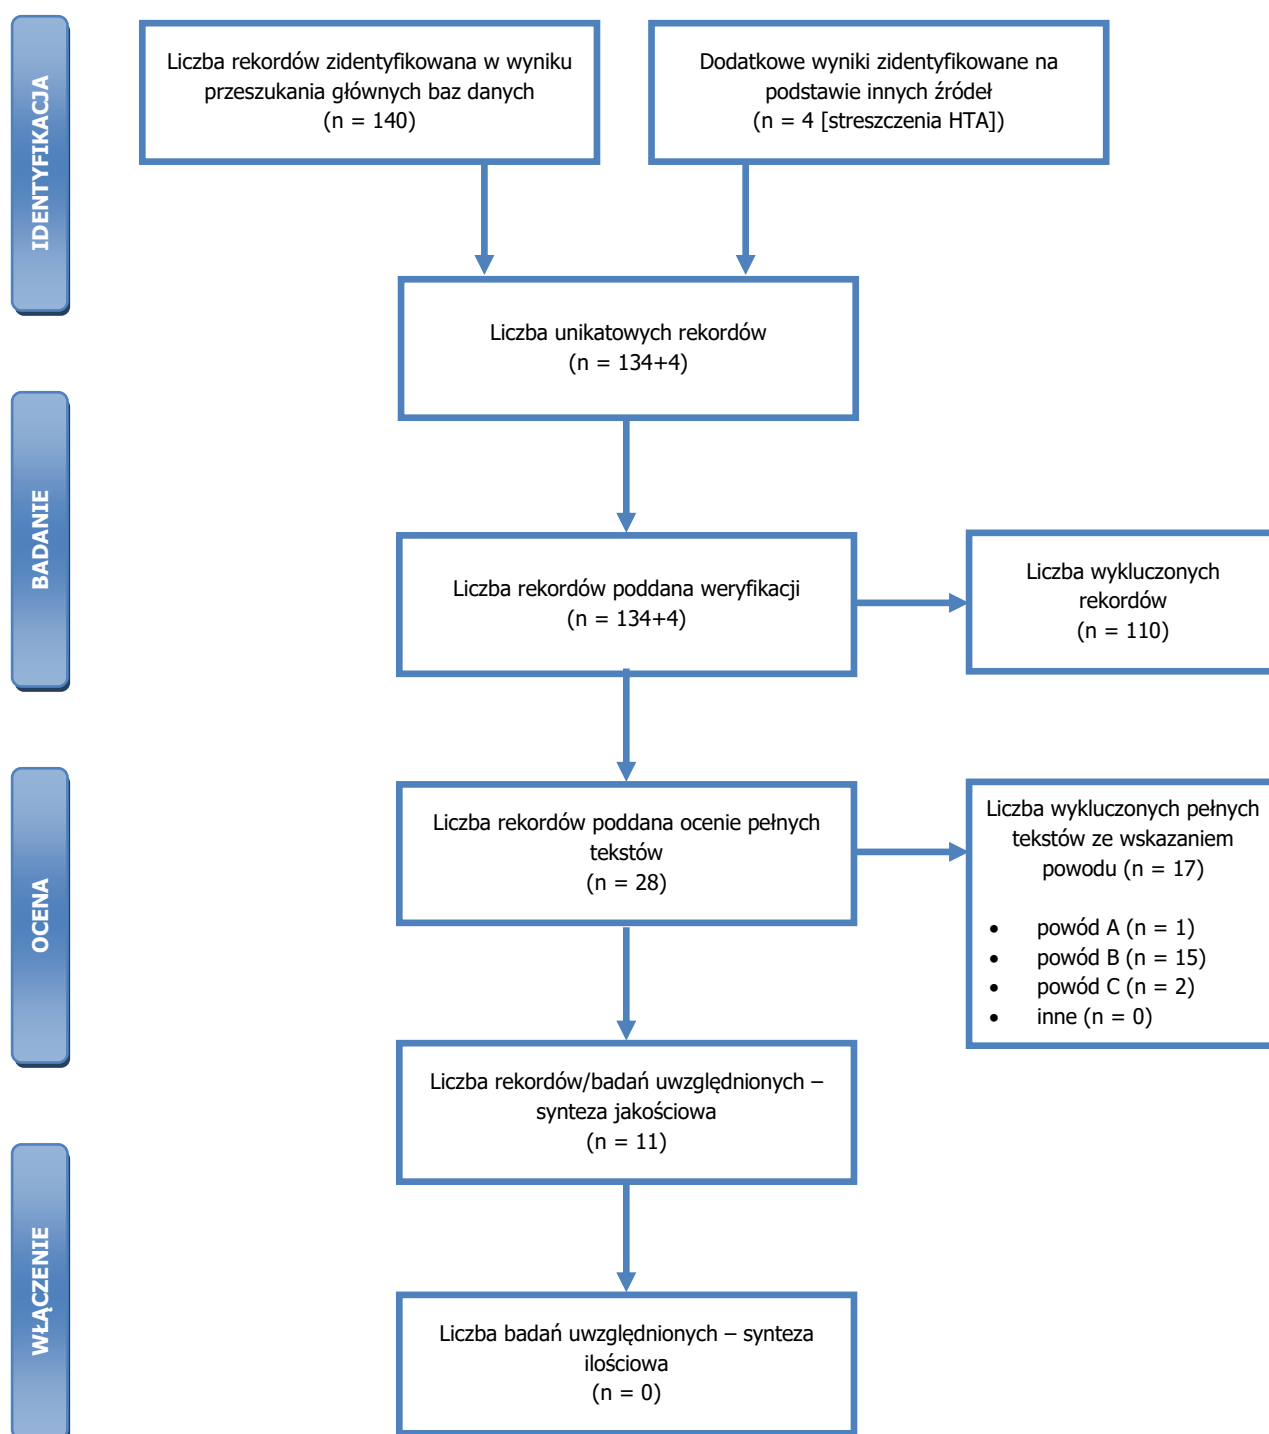 IDENTYFIKACJA
Liczba rekordów zidentyfikowana w wyniku
przeszukania głównych baz danych
(n = 140)
Dodatkowe wyniki zidentyfikowane na
podstawie innych źródeł
(n = 4 [streszczenia HTA])
Liczba unikatowych rekordów
(n = 134+4)
BADANIE
Liczba rekordów poddana weryfikacji
(n = 134+4)
Liczba wykluczonych
rekordów
(n = 110)
OCENA
Liczba rekordów poddana ocenie pełnych
tekstów
(n = 28)
Liczba wykluczonych pełnych
tekstów ze wskazaniem
powodu (n = 17)
• powód A (n = 1)
• powód B (n = 15)
• powód C (n = 2)
• inne (n = 0)
Liczba rekordów/badań uwzględnionych –
synteza jakościowa
(n = 11)
WŁĄCZENIE
Liczba badań uwzględnionych – synteza
ilościowa
(n = 0)